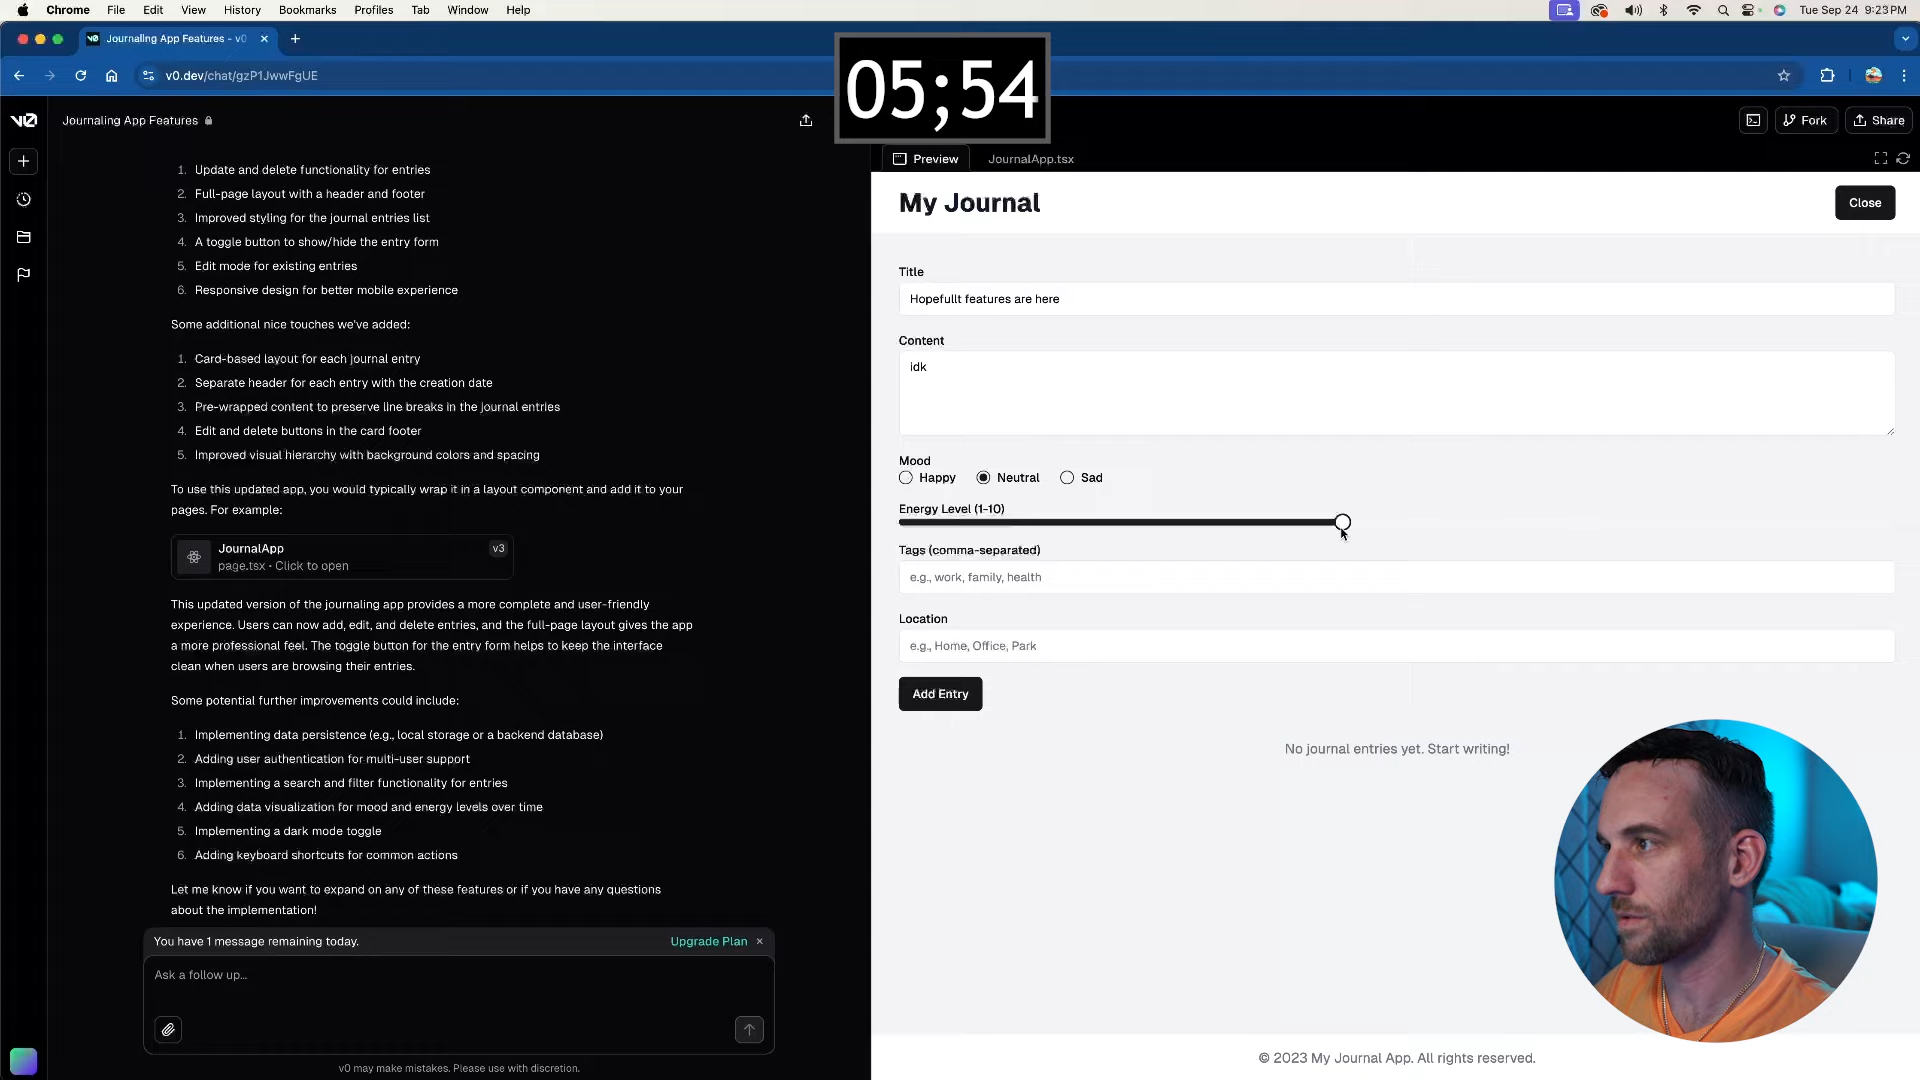 Chrome File Edit View History Bookmarks Profiles Tab Window Help
Tue Sep 24 9:23 PM
Journaling App Features - v0
v0.dev/chat/gzP1JwwFgUE
05;54
Journaling App Features
Fork
Share
Preview
JournalApp.tsx
1. Update and delete functionality for entries
2. Full-page layout with a header and footer
3. Improved styling for the journal entries list
4. A toggle button to show/hide the entry form
5. Edit mode for existing entries
6. Responsive design for better mobile experience
Some additional nice touches we've added:
1. Card-based layout for each journal entry
2. Separate header for each entry with the creation date
3. Pre-wrapped content to preserve line breaks in the journal entries
4. Edit and delete buttons in the card footer
5. Improved visual hierarchy with background colors and spacing
To use this updated app, you would typically wrap it in a layout component and add it to your
pages. For example:
JournalApp
v3
page.tsx • Click to open
This updated version of the journaling app provides a more complete and user-friendly
experience. Users can now add, edit, and delete entries, and the full-page layout gives the app
a more professional feel. The toggle button for the entry form helps to keep the interface
clean when users are browsing their entries.
Some potential further improvements could include:
1. Implementing data persistence (e.g., local storage or a backend database)
2. Adding user authentication for multi-user support
3. Implementing a search and filter functionality for entries
4. Adding data visualization for mood and energy levels over time
5. Implementing a dark mode toggle
6. Adding keyboard shortcuts for common actions
Let me know if you want to expand on any of these features or if you have any questions
about the implementation!
You have 1 message remaining today.
Upgrade Plan
Ask a follow up...
v0 may make mistakes. Please use with discretion.
My Journal
Close
Title
Hopefullt features are here
Content
idk
Mood
Happy Neutral Sad
Energy Level (1-10)
Tags (comma-separated)
e.g., work, family, health
Location
e.g., Home, Office, Park
Add Entry
No journal entries yet. Start writing!
© 2023 My Journal App. All rights reserved.